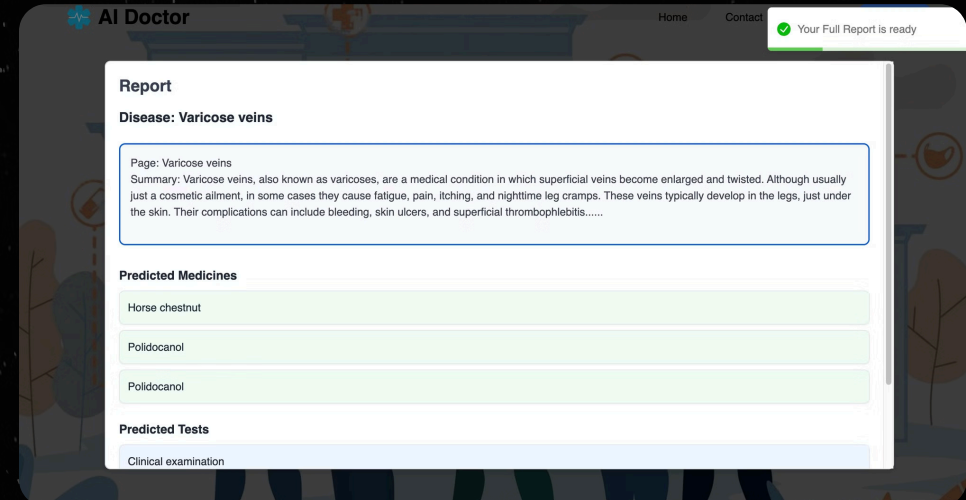 AI Doctor
Home
Contact
Your Full Report is ready
Report
Disease: Varicose veins
Page: Varicose veins
Summary: Varicose veins, also known as varicoses, are a medical condition in which superficial veins become enlarged and twisted. Although usually
just a cosmetic ailment, in some cases they cause fatigue, pain, itching, and nighttime leg cramps. These veins typically develop in the legs, just under
the skin. Their complications can include bleeding, skin ulcers, and superficial thrombophlebitis......
Predicted Medicines
Horse chestnut
Polidocanol
Polidocanol
Predicted Tests
Clinical examination